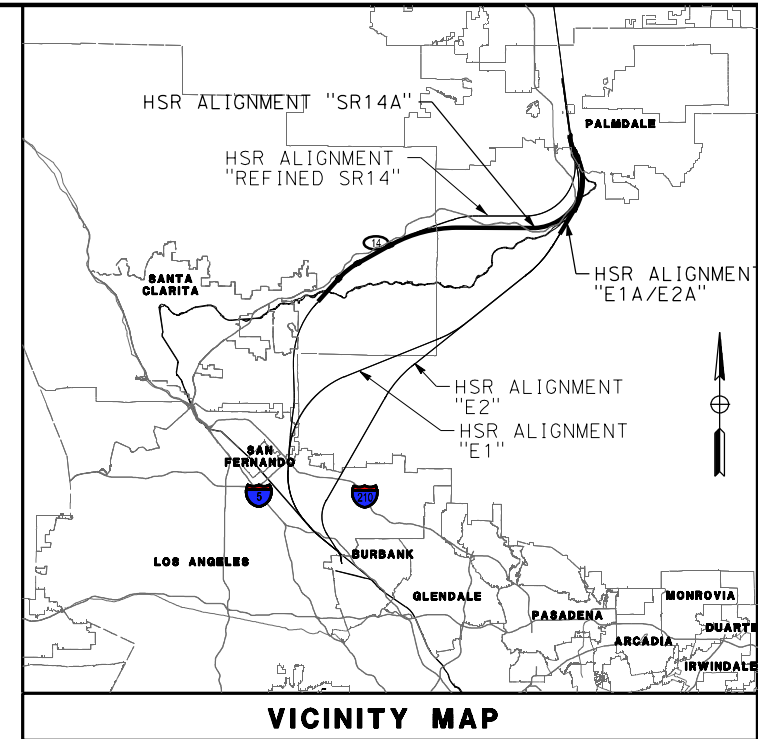 HSR ALIGNMENT "SR14A"
PALMDALE
HSR ALIGNMENT
"REFINED SR14"
14
HSR ALIGNMENT
"E1A/E2A"
SANTA
CLARITA
HSR ALIGNMENT
"E2"
HSR ALIGNMENT
"E1"
SAN
FERNANDO
5
210
LOS ANGELES
BURBANK
GLENDALE
PASADENA
MONROVIA
ARCADIA
DUARTE
IRWINDALE
VICINITY MAP